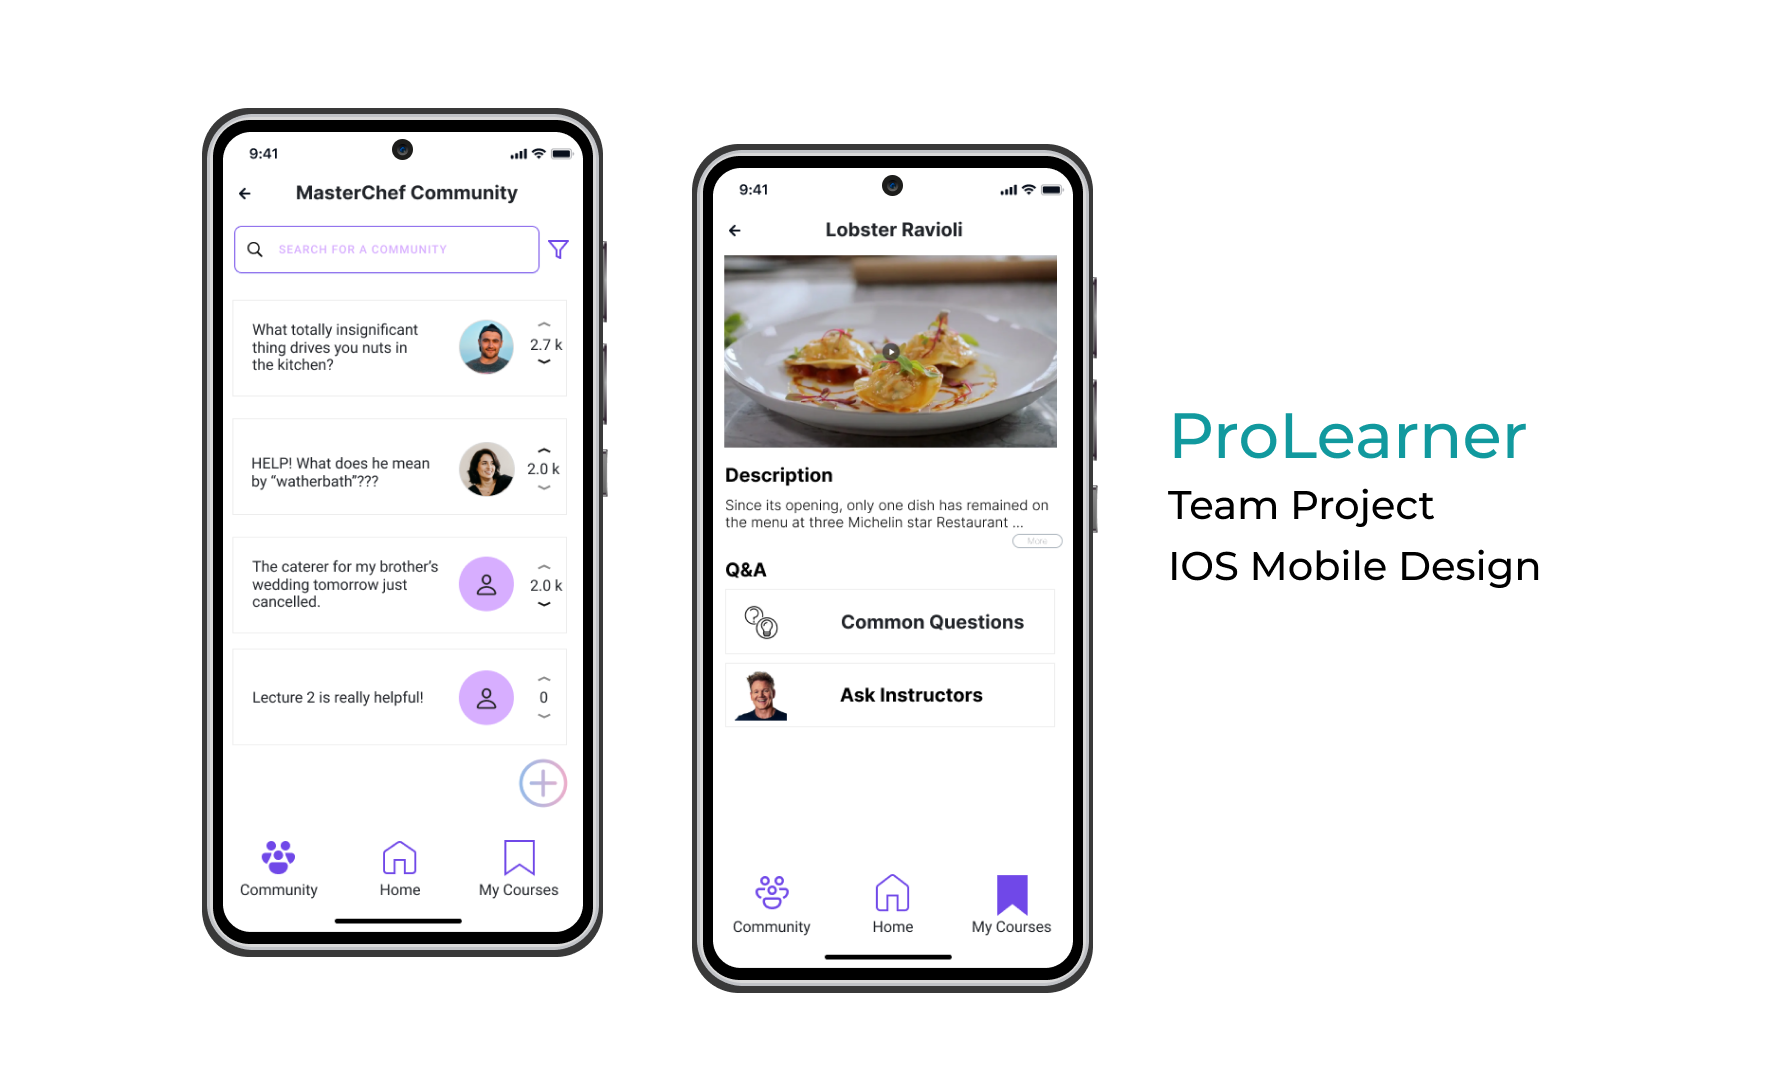 9:41
MasterChef Community
SEARCH FOR A COMMUNITY
What totally insignificant
thing drives you nuts in
the kitchen?
2.7 k
HELP! What does he mean
by “watherbath”???
2.0 k
The caterer for my brother’s
wedding tomorrow just
cancelled.
2.0 k
Lecture 2 is really helpful!
0
Community
Home
My Courses
9:41
Lobster Ravioli
Description
Since its opening, only one dish has remained on
the menu at three Michelin star Restaurant ...
More
Q&A
Common Questions
Ask Instructors
Community
Home
My Courses
ProLearner
Team Project
IOS Mobile Design